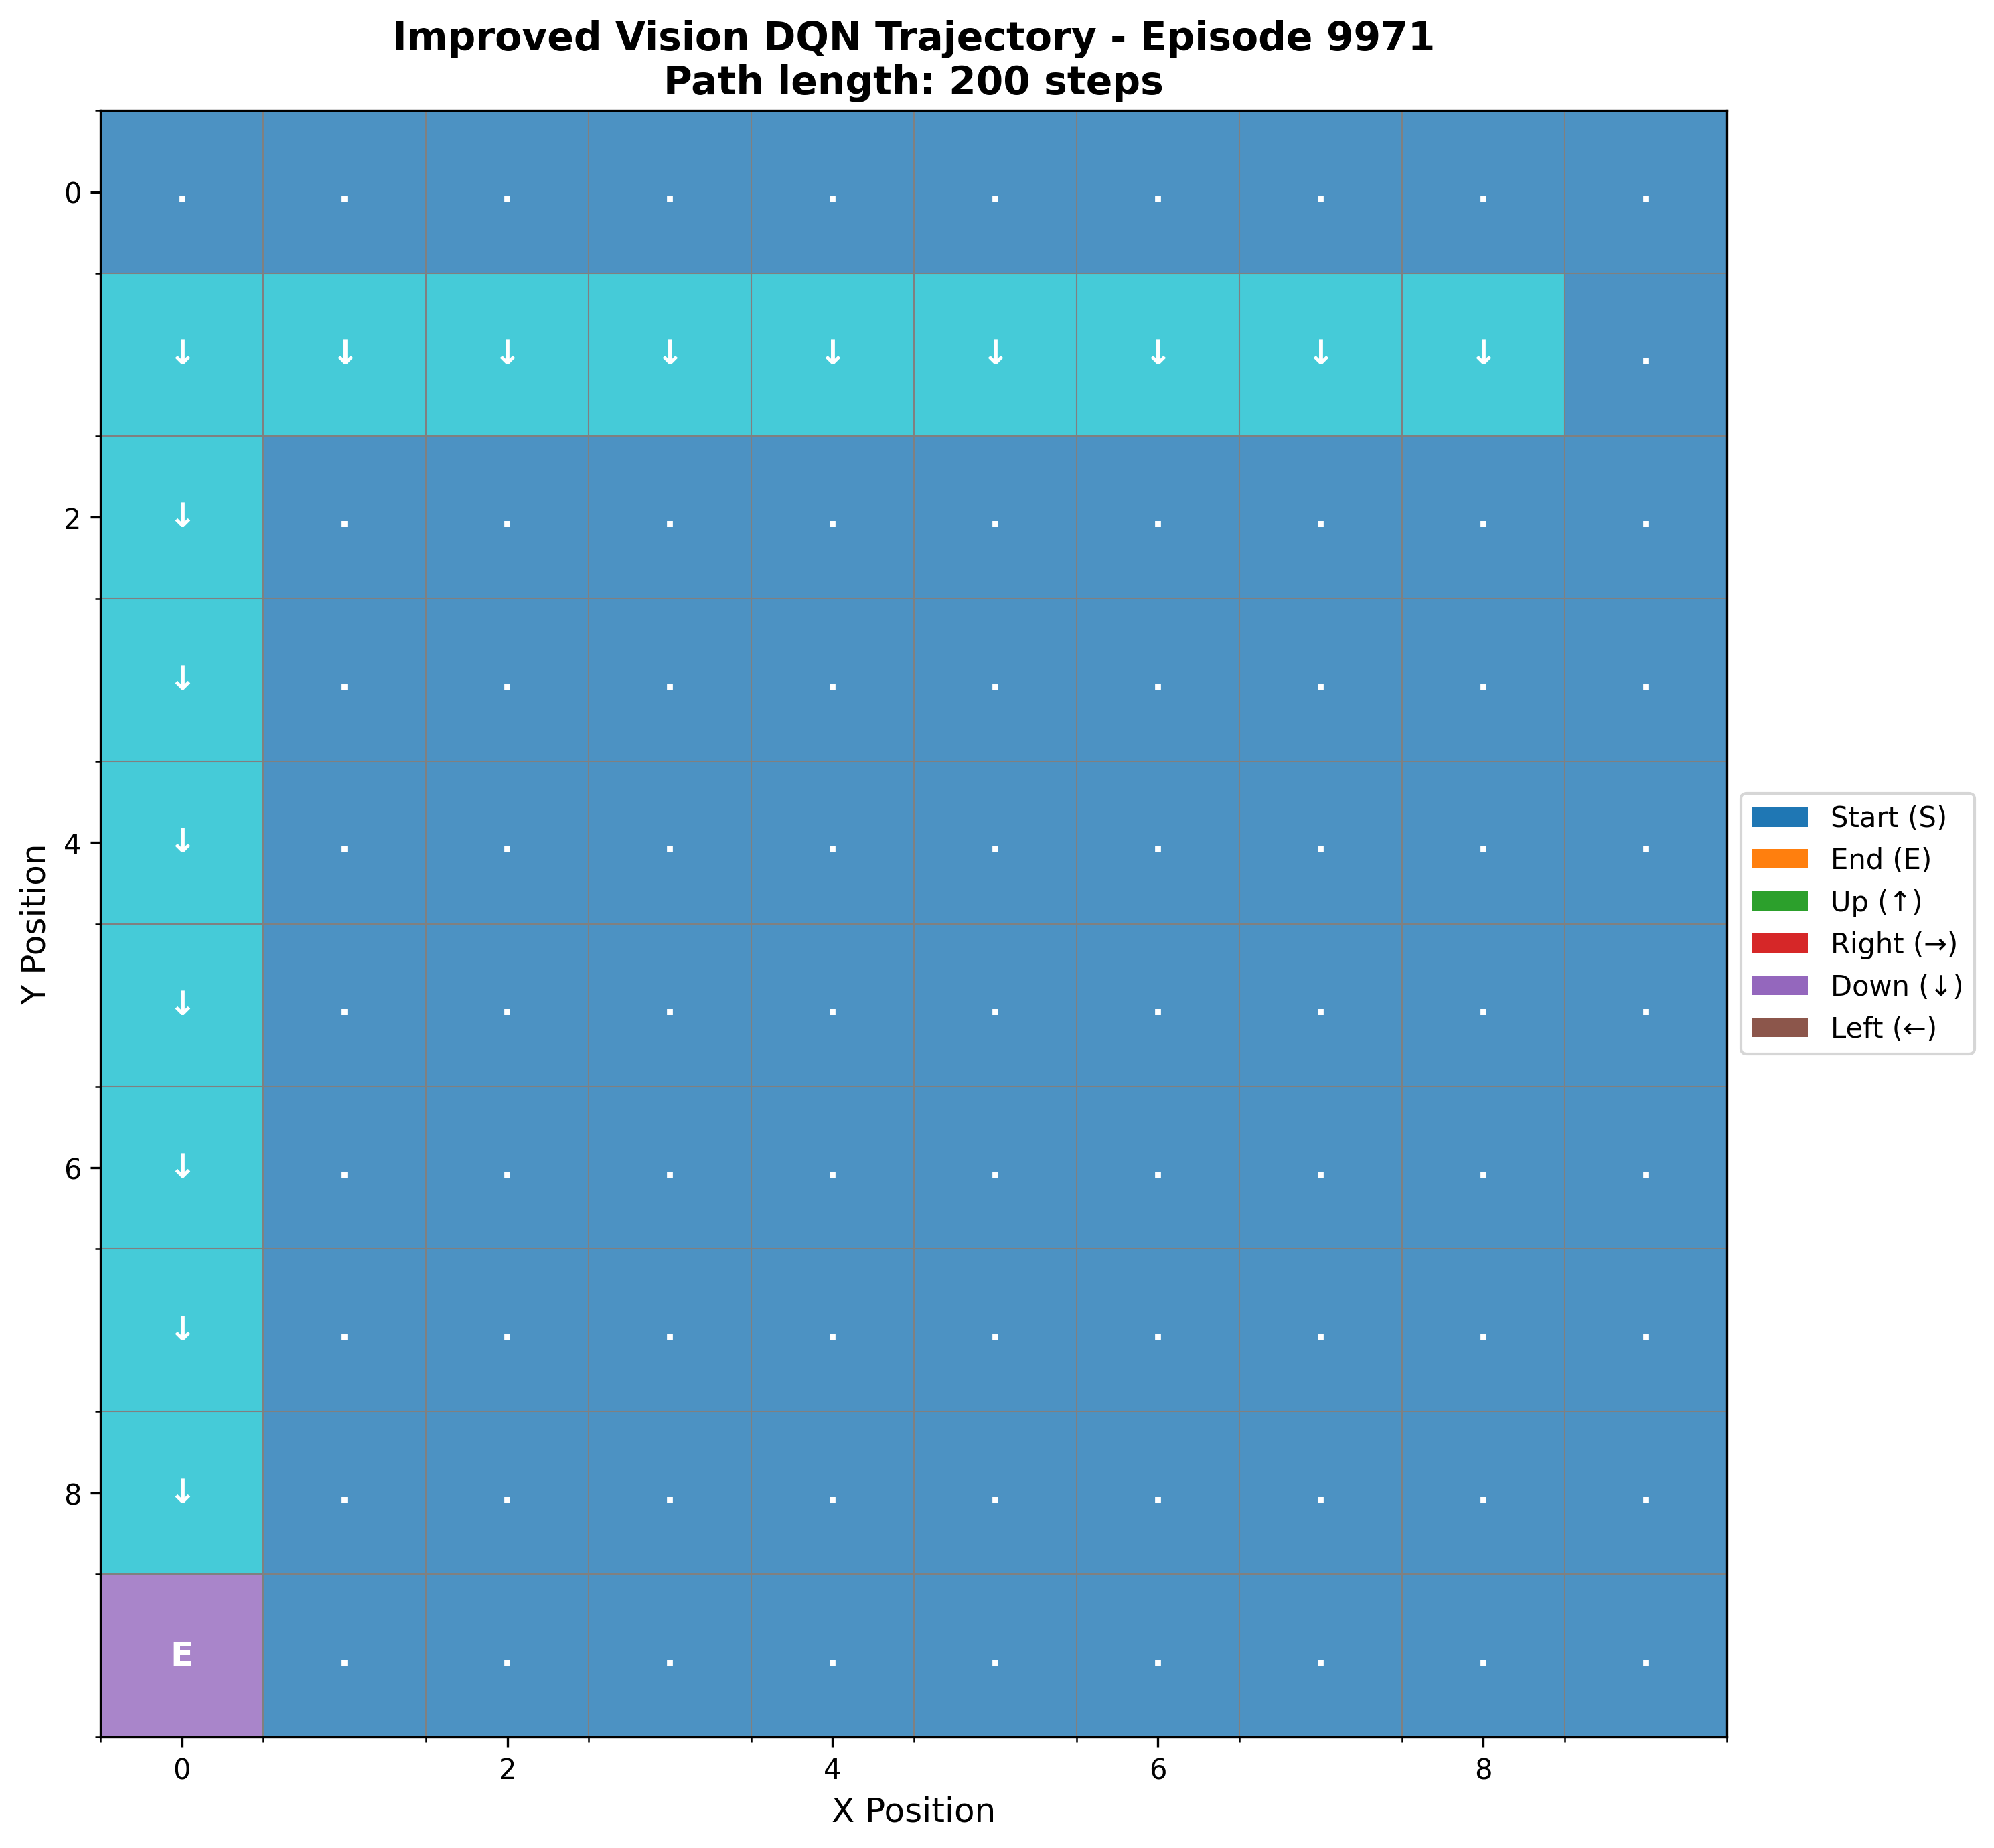 Improved Vision DQN Trajectory - Episode 9971
Path length: 200 steps
0 . . . . . . . . . .
↓ ↓ ↓ ↓ ↓ ↓ ↓ ↓ ↓ .
2 ↓ . . . . . . . . .
↓ . . . . . . . . .
4 ↓ . . . . . . . . .
↓ . . . . . . . . .
6 ↓ . . . . . . . . .
↓ . . . . . . . . .
8 ↓ . . . . . . . . .
E . . . . . . . . .
0 2 4 6 8
X Position
Y Position
Start (S)
End (E)
Up (↑)
Right (→)
Down (↓)
Left (←)